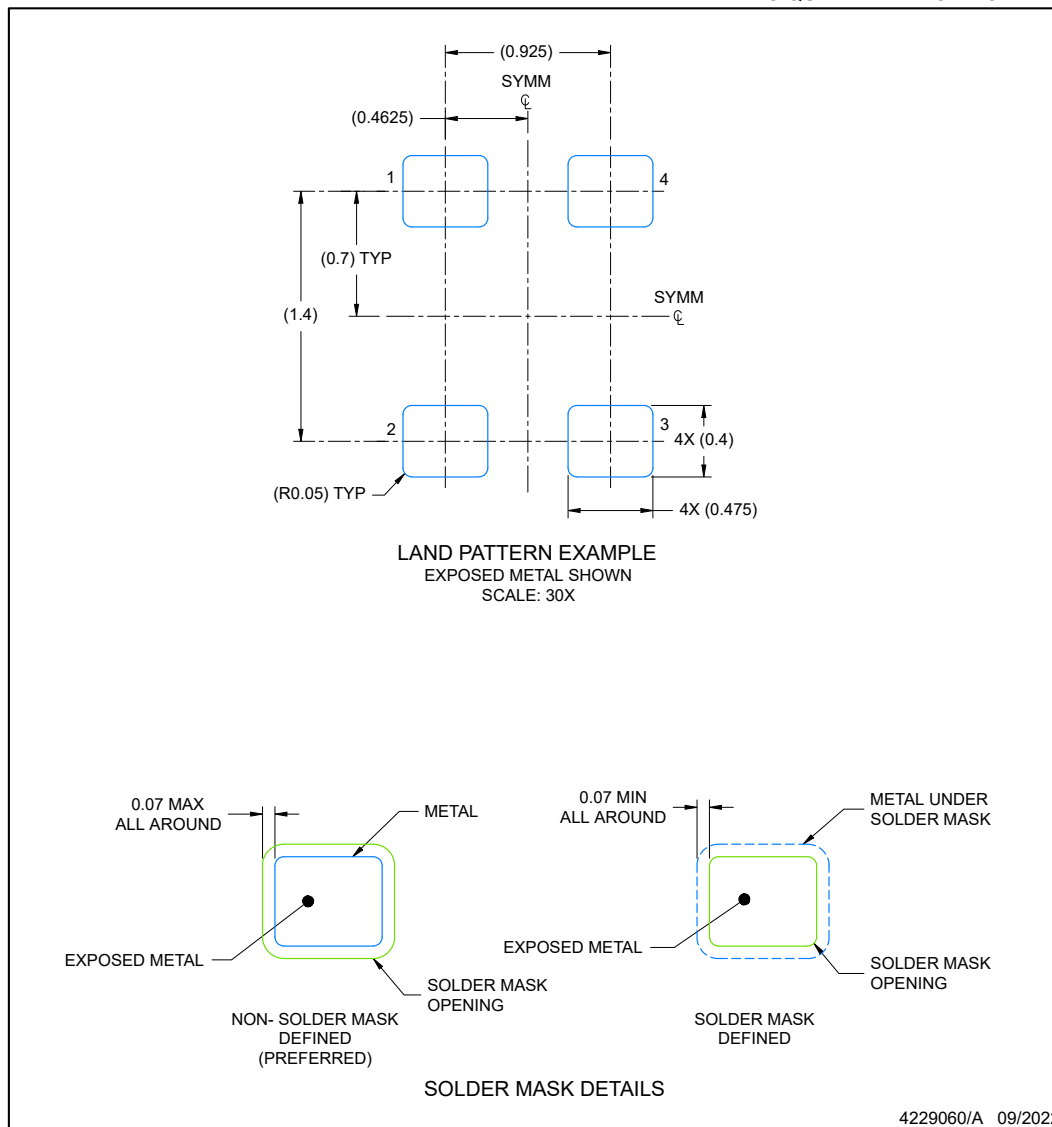 (0.925)
SYMM
℄
(0.4625)
1
4
(0.7) TYP
SYMM
℄
(1.4)
2
3
4X (0.4)
(R0.05) TYP
4X (0.475)
LAND PATTERN EXAMPLE
EXPOSED METAL SHOWN
SCALE: 30X
0.07 MAX
ALL AROUND
METAL
EXPOSED METAL
SOLDER MASK
OPENING
NON- SOLDER MASK
DEFINED
(PREFERRED)
0.07 MIN
ALL AROUND
METAL UNDER
SOLDER MASK
EXPOSED METAL
SOLDER MASK
OPENING
SOLDER MASK
DEFINED
SOLDER MASK DETAILS
4229060/A